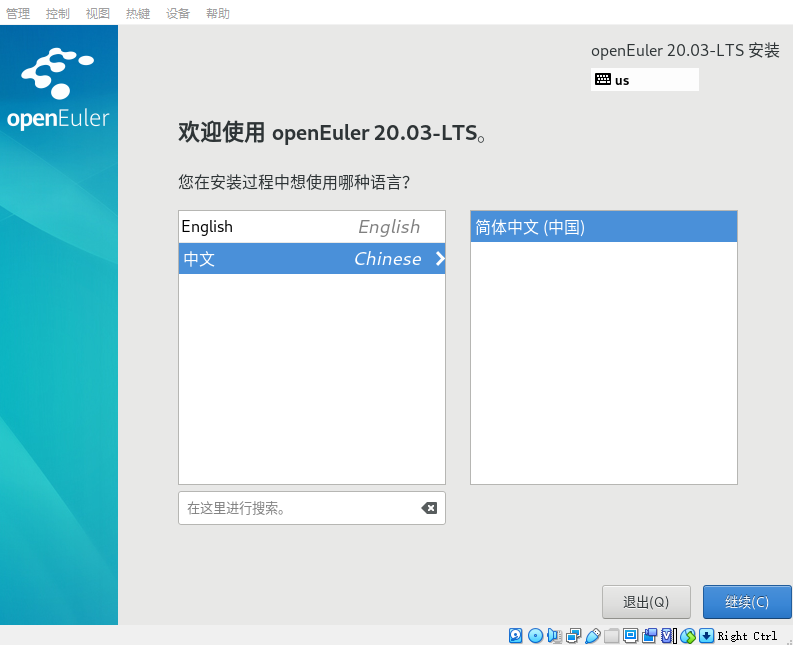 管理 控制 视图 热键 设备 帮助
openEuler
openEuler 20.03-LTS 安装
us
欢迎使用 openEuler 20.03-LTS。
您在安装过程中想使用哪种语言？
English English
中文 Chinese
简体中文 (中国)
在这里进行搜索。
退出(Q) 继续(C)
Right Ctrl